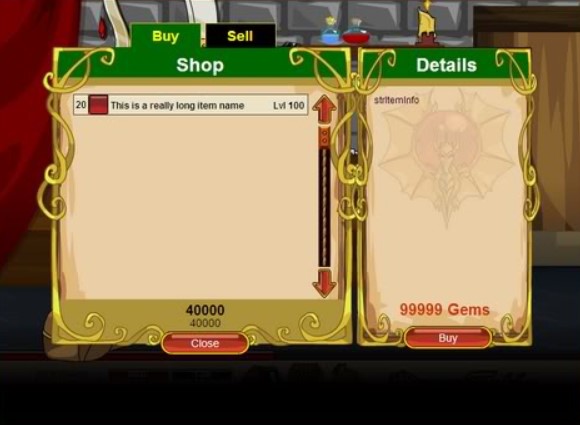 Buy
Sell
Shop
20 This is a really long item name Lvl 100
40000
40000
Close
Details
strIteminfo
99999 Gems
Buy